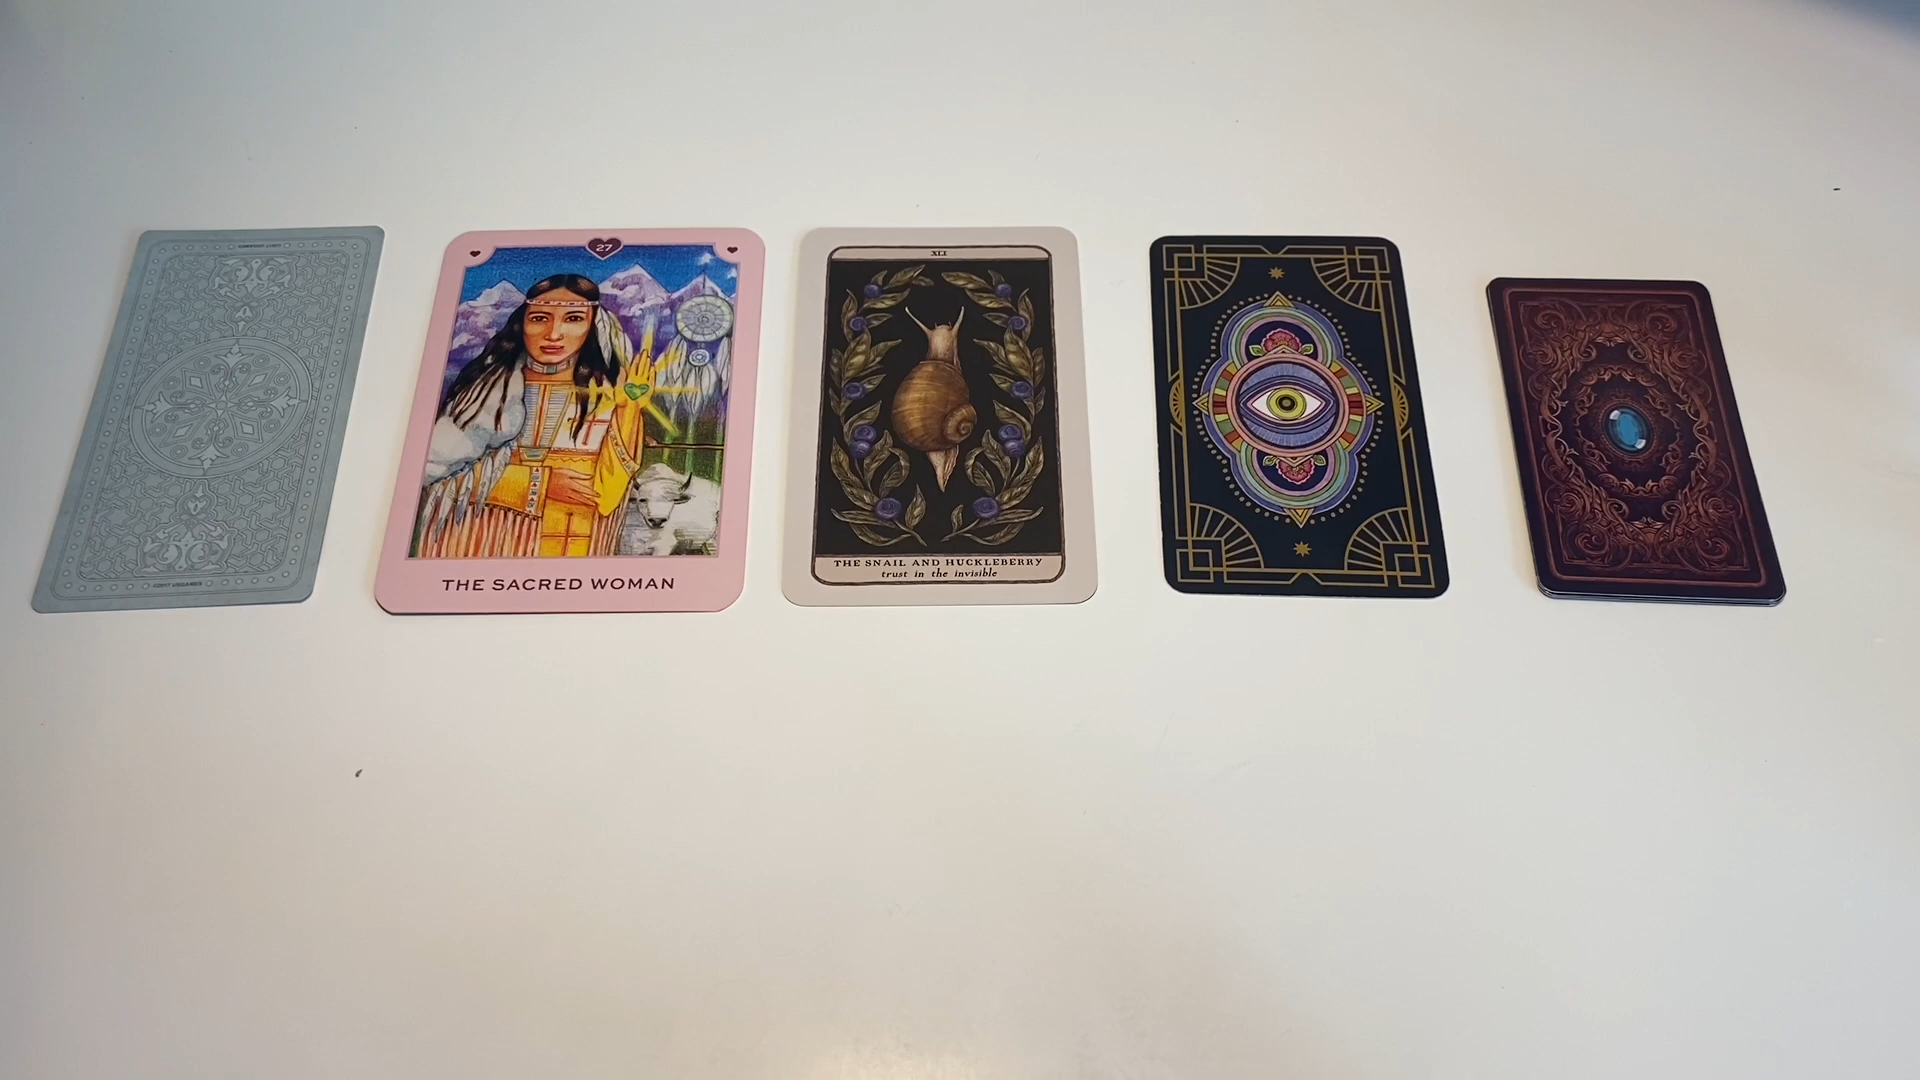 27
THE SACRED WOMAN
XLI
THE SNAIL AND HUCKLEBERRY
trust in the invisible